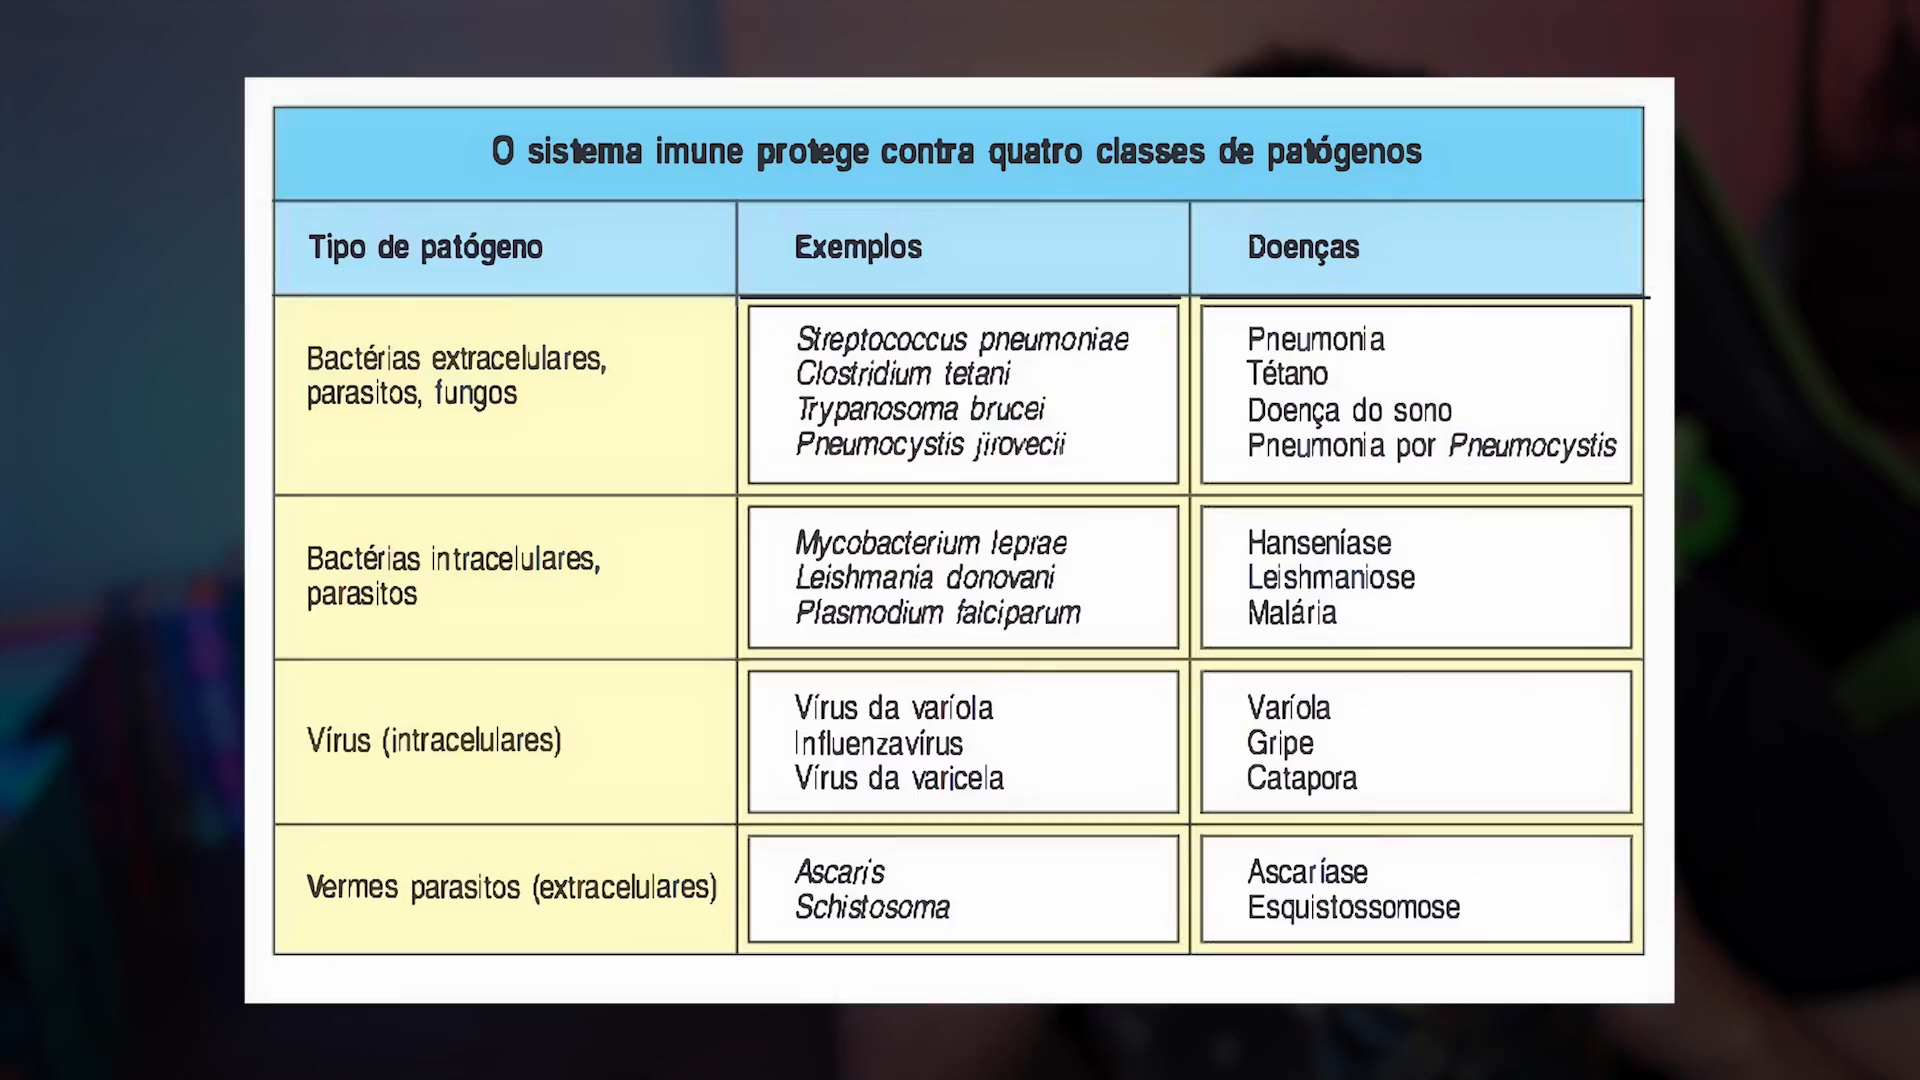 O sistema imune protege contra quatro classes de patógenos
Tipo de patógeno
Exemplos
Doenças
Bactérias extracelulares,
parasitos, fungos
Streptococcus pneumoniae
Clostridium tetani
Trypanosoma brucei
Pneumocystis jirovecii
Pneumonia
Tétano
Doença do sono
Pneumonia por Pneumocystis
Bactérias intracelulares,
parasitos
Mycobacterium leprae
Leishmania donovani
Plasmodium falciparum
Hanseníase
Leishmaniose
Malária
Vírus (intracelulares)
Vírus da varíola
Influenzavírus
Vírus da varicela
Varíola
Gripe
Catapora
Vermes parasitos (extracelulares)
Ascaris
Schistosoma
Ascaríase
Esquistossomose